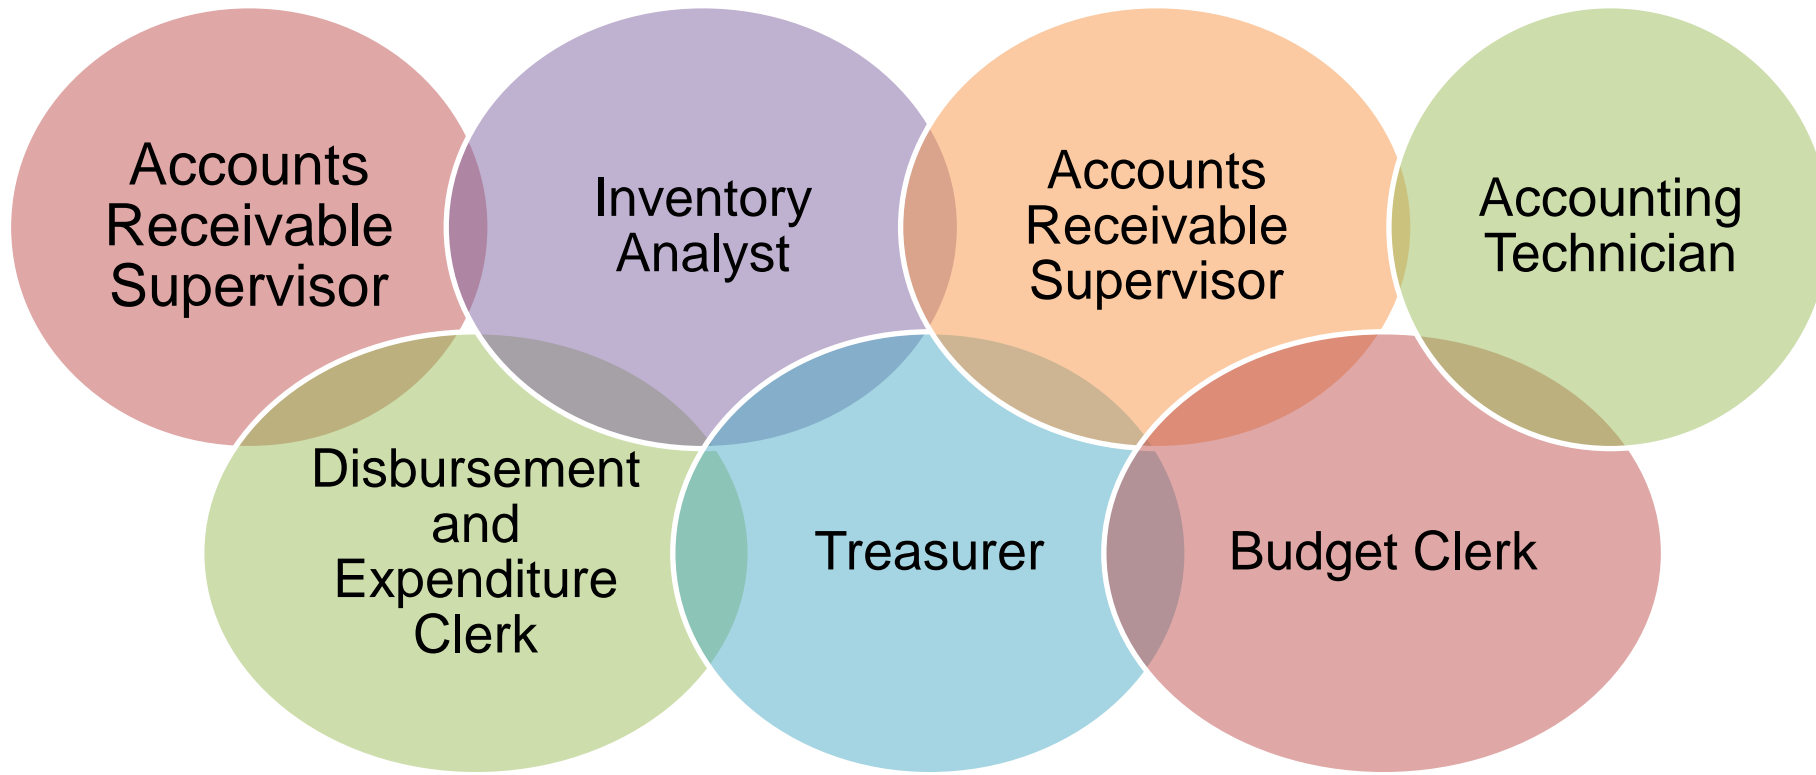 Accounts
Receivable
Supervisor
Inventory
Analyst
Accounts
Receivable
Supervisor
Accounting
Technician
Disbursement
and
Expenditure
Clerk
Treasurer
Budget Clerk